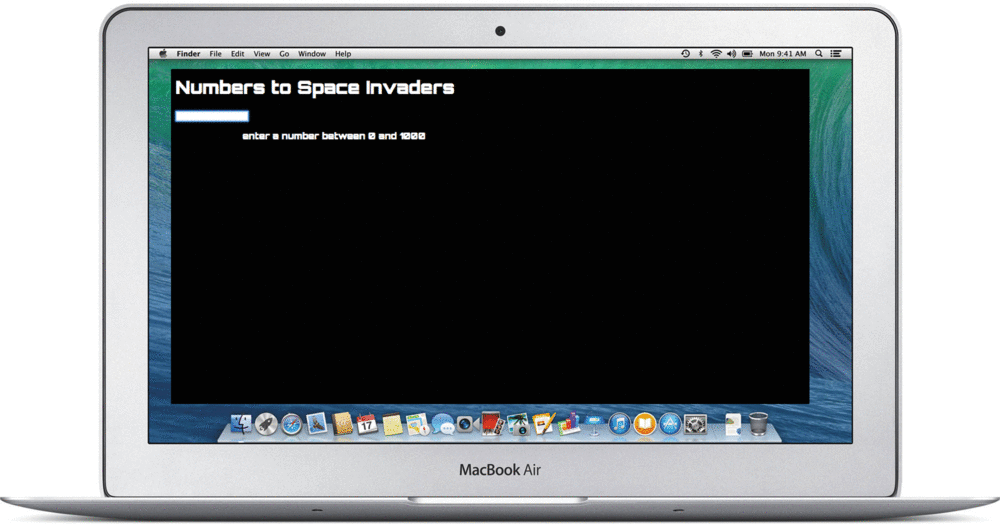 Finder File Edit View Go Window Help Mon 9:41 AM
Numbers to Space Invaders
enter a number between 0 and 1000
17
MacBook Air